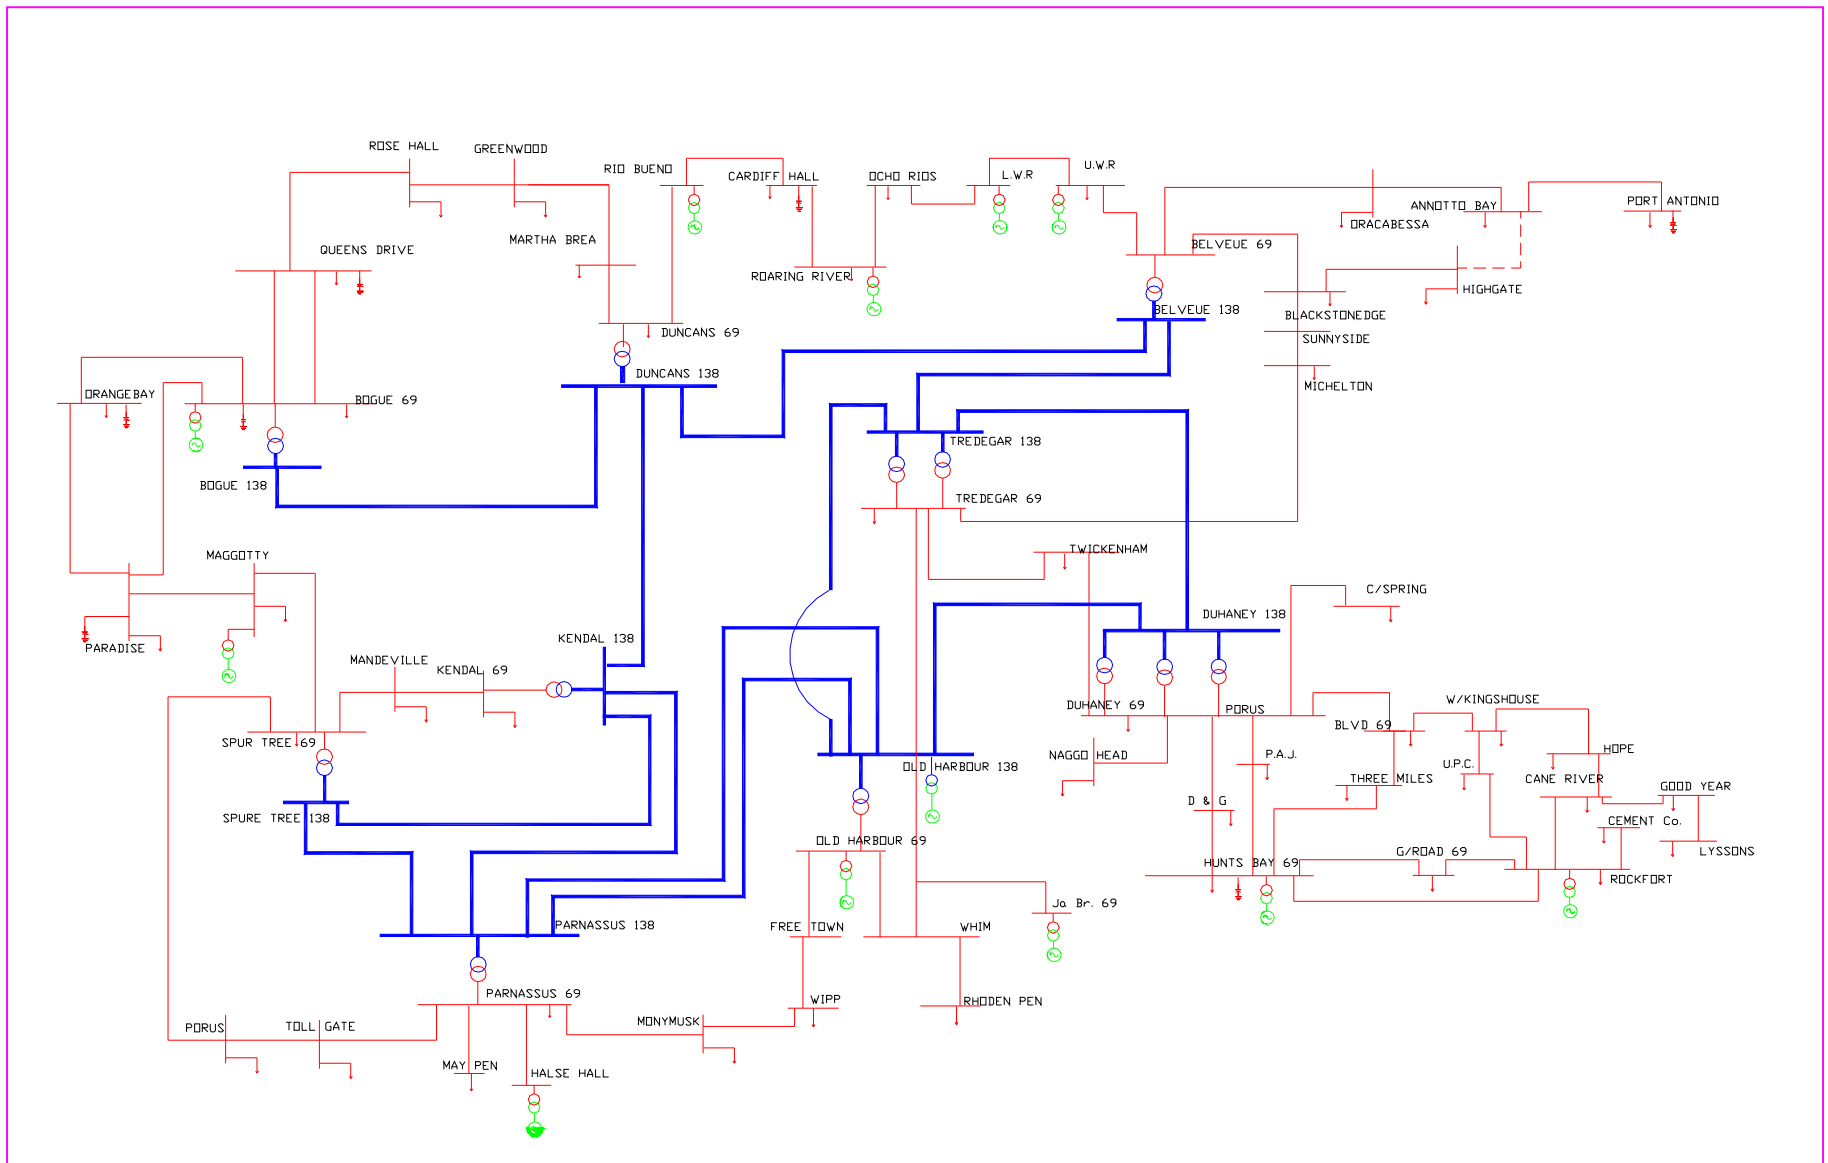 ROSE HALL
GREENWOOD
RIO BUENO
CARDIFF HALL
OCHO RIOS
L.W.R
U.W.R
ANNOTTO BAY
PORT ANTONIO
ORACABESSA
MARTHA BREA
QUEENS DRIVE
BELVEUE 69
ROARING RIVER
HIGHGATE
BELVEUE 138
BLACKSTONEDGE
DUNCANS 69
SUNNYSIDE
DUNCANS 138
MICHELTON
ORANGEBAY
BOGUE 69
TREDEGAR 138
BOGUE 138
TREDEGAR 69
MAGGOTTY
TWICKENHAM
C/SPRING
DUHANEY 138
KENDAL 138
PARADISE
MANDEVILLE
KENDAL 69
W/KINGSHOUSE
DUHANEY 69
PORUS
BLVD 69
SPUR TREE 69
NAGGO HEAD
P.A.J.
HOPE
OLD HARBOUR 138
U.P.C.
THREE MILES
CANE RIVER
GOOD YEAR
D & G
SPURE TREE 138
CEMENT Co.
OLD HARBOUR 69
G/ROAD 69
LYSSONS
HUNTS BAY 69
ROCKFORT
Ja Br. 69
PARNASSUS 138
FREE TOWN
WHIM
PARNASSUS 69
WIPP
RHODEN PEN
MONYMUSK
PORUS
TOLL GATE
MAY PEN
HALSE HALL